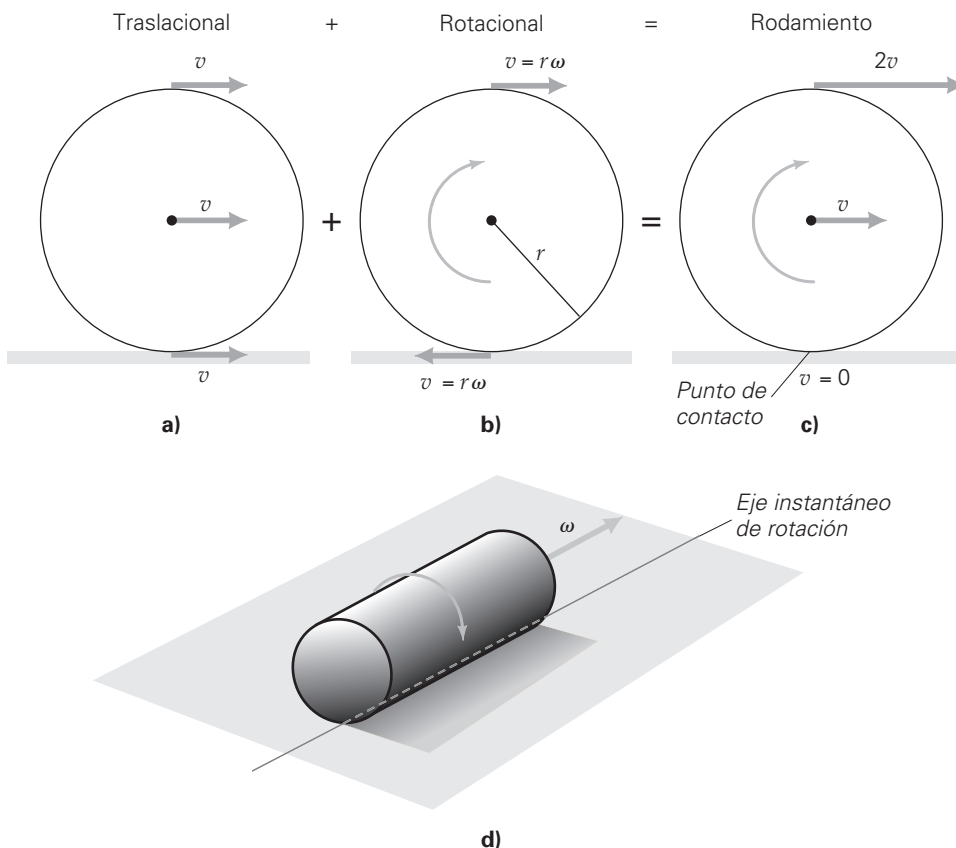 Traslacional + Rotacional = Rodamiento
v
v = rω
2v
v
+
r
=
v
v
v = rω
v = 0
Punto de
contacto
a)
b)
c)
ω
Eje instantáneo
de rotación
d)